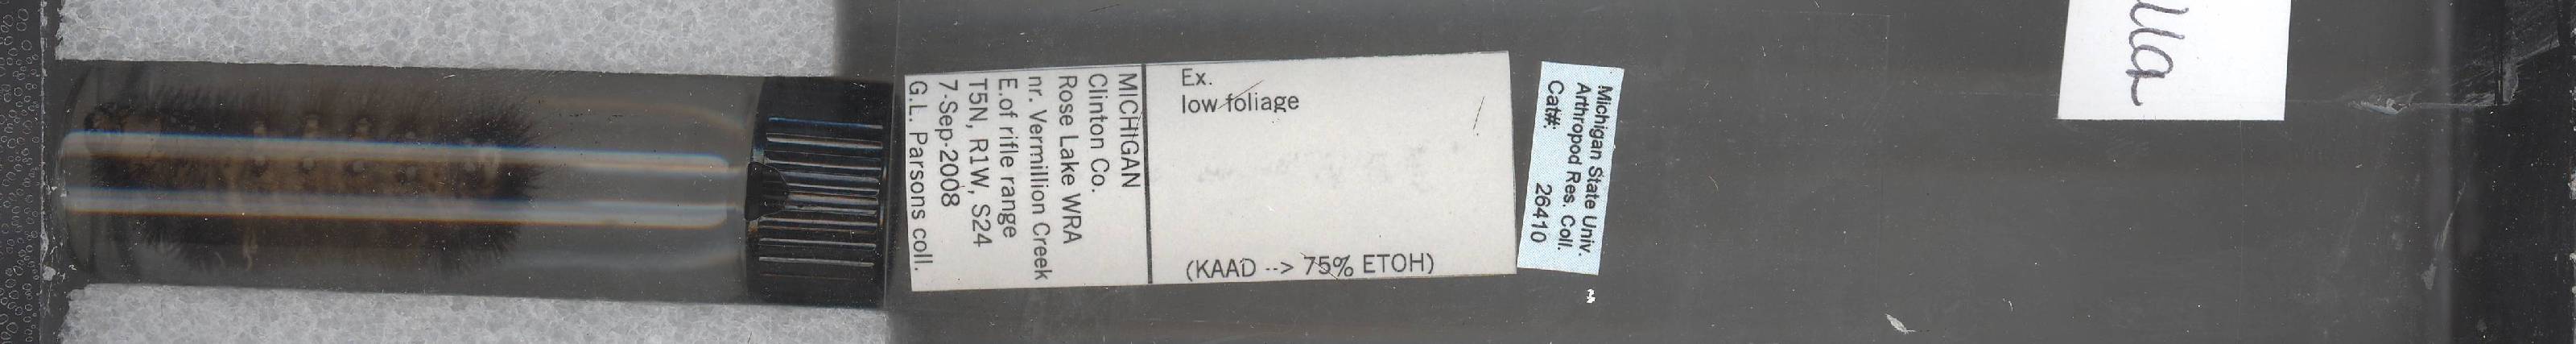 MICHIGAN
Clinton Co.
Rose Lake WRA
nr. Vermillion Creek
E.of rifle range
T5N, R1W, S24
7-Sep-2008
G.L. Parsons coll.
Ex.
low foliage
(KAAD --> 75% ETOH)
Michigan State Univ.
Arthropod Res. Coll.
Cat#: 26410